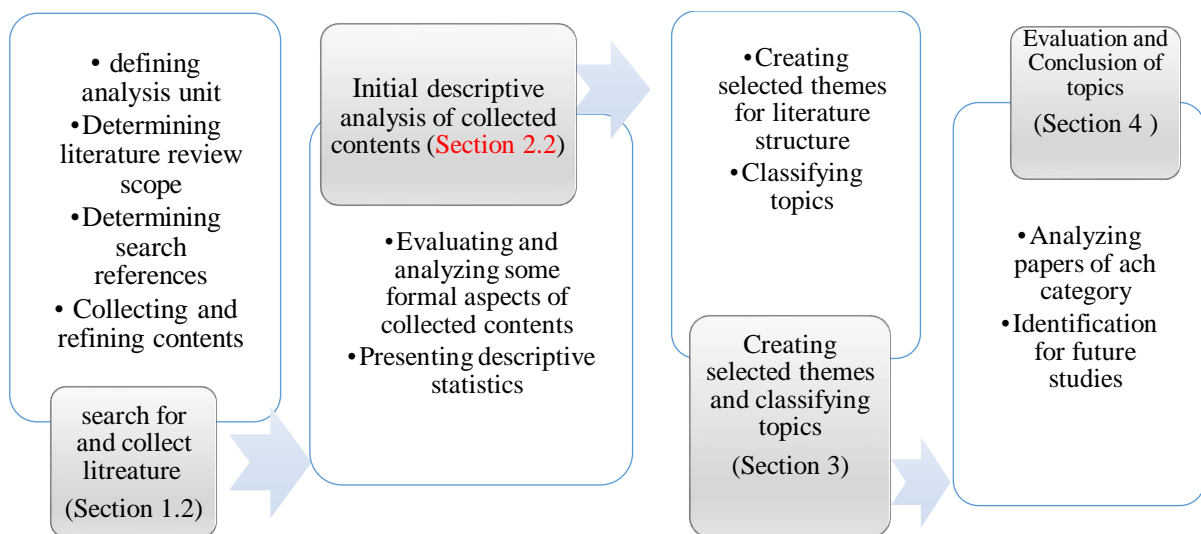 • defining
analysis unit
•Determining
literature review
scope
•Determining
search
references
• Collecting and
refining contents
search for
and collect
litreature
(Section 1.2)
Initial descriptive
analysis of collected
contents (Section 2.2)
•Evaluating and
analyzing some
formal aspects of
collected contents
•Presenting descriptive
statistics
•Creating
selected themes
for literature
structure
•Classifying
topics
Creating
selected themes
and classifying
topics
(Section 3)
Evaluation and
Conclusion of
topics
(Section 4 )
•Analyzing
papers of ach
category
•Identification
for future
studies